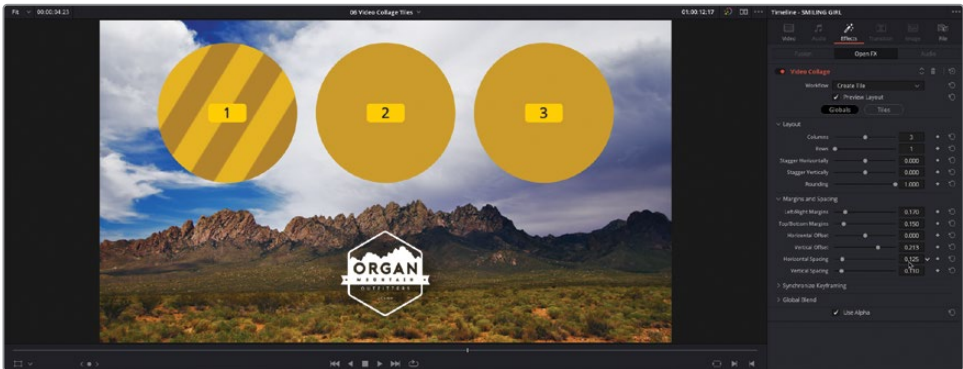 Fit 00:00:04:23 06 Video Collage Tiles 01:00:12:17 Timeline - SMILING GIRL
Video Audio Effects Transition Image File
Fusion Open FX Audio
Video Collage
Workflow Create Tile
Preview Layout
Globals Tiles
Layout
Columns 3
Rows 1
Stagger Horizontally 0.000
Stagger Vertically 0.000
Rounding 1.000
Margins and Spacing
Left/Right Margins 0.170
Top/Bottom Margins 0.150
Horizontal Offset 0.000
Vertical Offset 0.213
Horizontal Spacing 0.125
Vertical Spacing 0.110
Synchronize Keyframing
Global Blend
Use Alpha
1 2 3
ORGAN
MOUNTAIN
OUTFITTERS